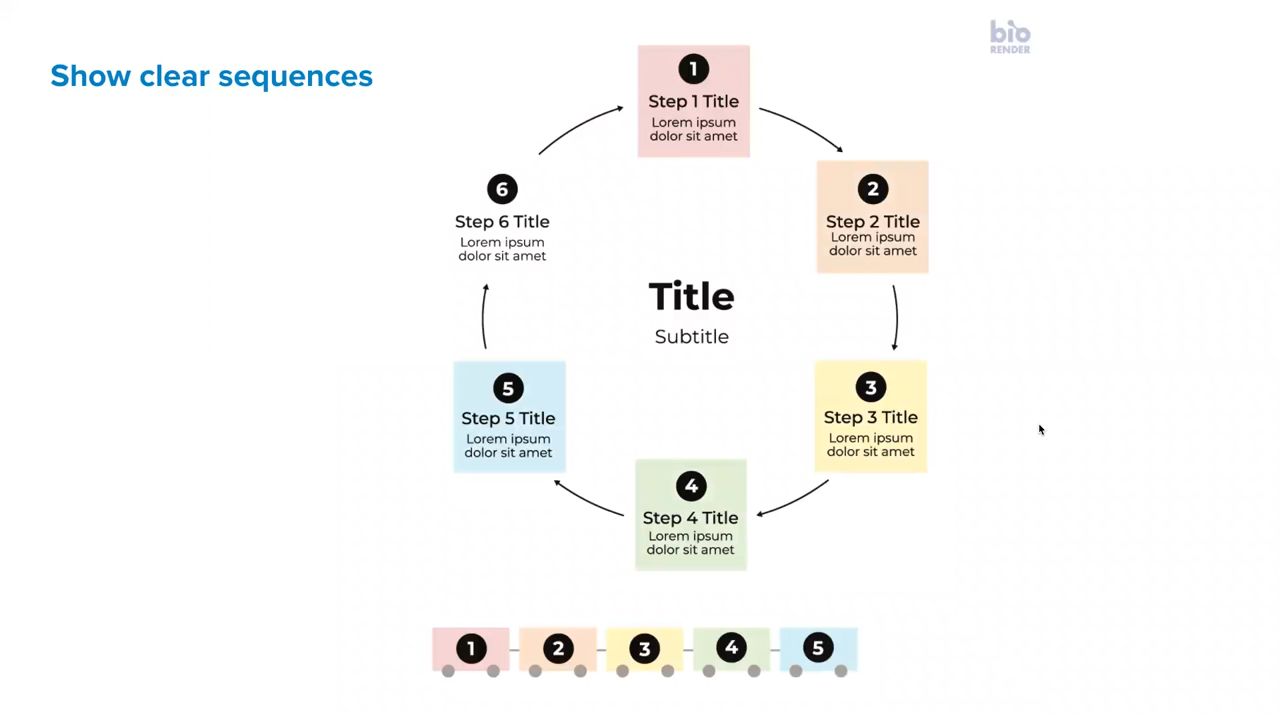 Show clear sequences
bio
RENDER
1
Step 1 Title
Lorem ipsum
dolor sit amet
2
Step 2 Title
Lorem ipsum
dolor sit amet
3
Step 3 Title
Lorem ipsum
dolor sit amet
4
Step 4 Title
Lorem ipsum
dolor sit amet
5
Step 5 Title
Lorem ipsum
dolor sit amet
6
Step 6 Title
Lorem ipsum
dolor sit amet
Title
Subtitle
1 2 3 4 5